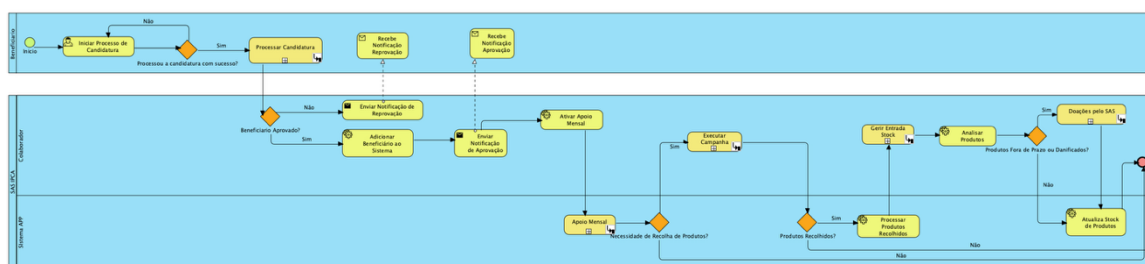 Beneficiario
Início
Iniciar Processo de
Candidatura
Não
Processou a candidatura com sucesso?
Sim
Processar Candidatura
Recebe
Notificação
Reprovação
Recebe
Notificação
Aprovação
SAS IPCA
Colaborador
Beneficiario Aprovado?
Não
Enviar Notificação de
Reprovação
Sim
Adicionar
Beneficiário ao
Sistema
Enviar
Notificação
de Aprovação
Ativar Apoio
Mensal
Sim
Executar
Campanha
Gerir Entrada
Stock
Analisar
Produtos
Produtos Fora de Prazo ou Danificados?
Sim
Doações pelo SAS
Não
Sistema APP
Apoio Mensal
Necessidade de Recolha de Produtos?
Produtos Recolhidos?
Sim
Processar
Produtos
Recolhidos
Atualiza Stock
de Produtos
Não
Não